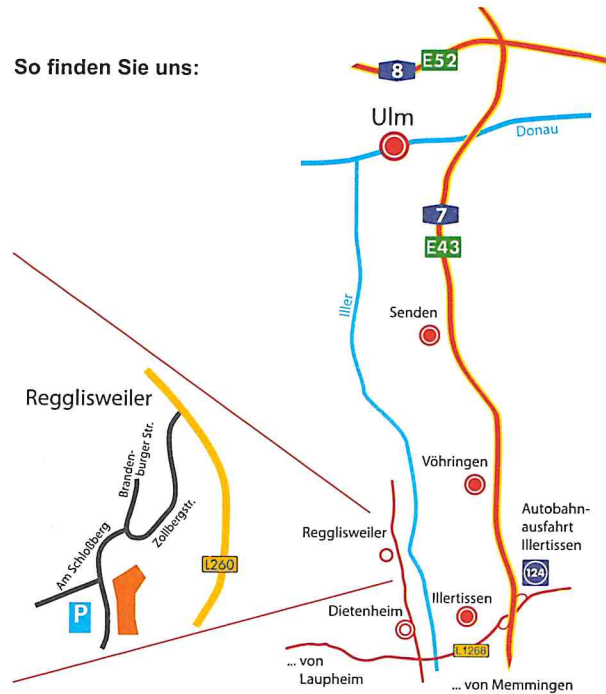 So finden Sie uns:
8
E52
Ulm
Donau
7
E43
Iller
Senden
Regglisweiler
Branden-
burger Str.
Zollbergstr.
Am Schloßberg
L260
P
Vöhringen
Autobahn-
ausfahrt
Illertissen
124
Regglisweiler
Dietenheim
Illertissen
L1268
... von
Laupheim
... von
Memmingen